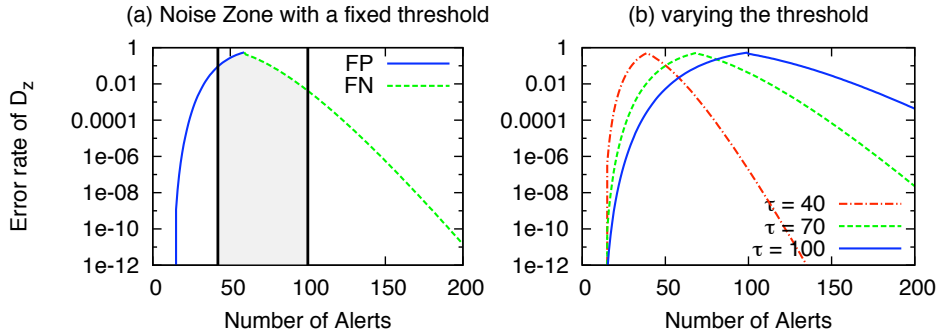 (a) Noise Zone with a fixed threshold
Error rate of D_z
1
0.01
0.0001
1e-06
1e-08
1e-10
1e-12
FP
FN
0 50 100 150 200
Number of Alerts
(b) varying the threshold
1
0.01
0.0001
1e-06
1e-08
1e-10
1e-12
τ = 40
τ = 70
τ = 100
0 50 100 150 200
Number of Alerts